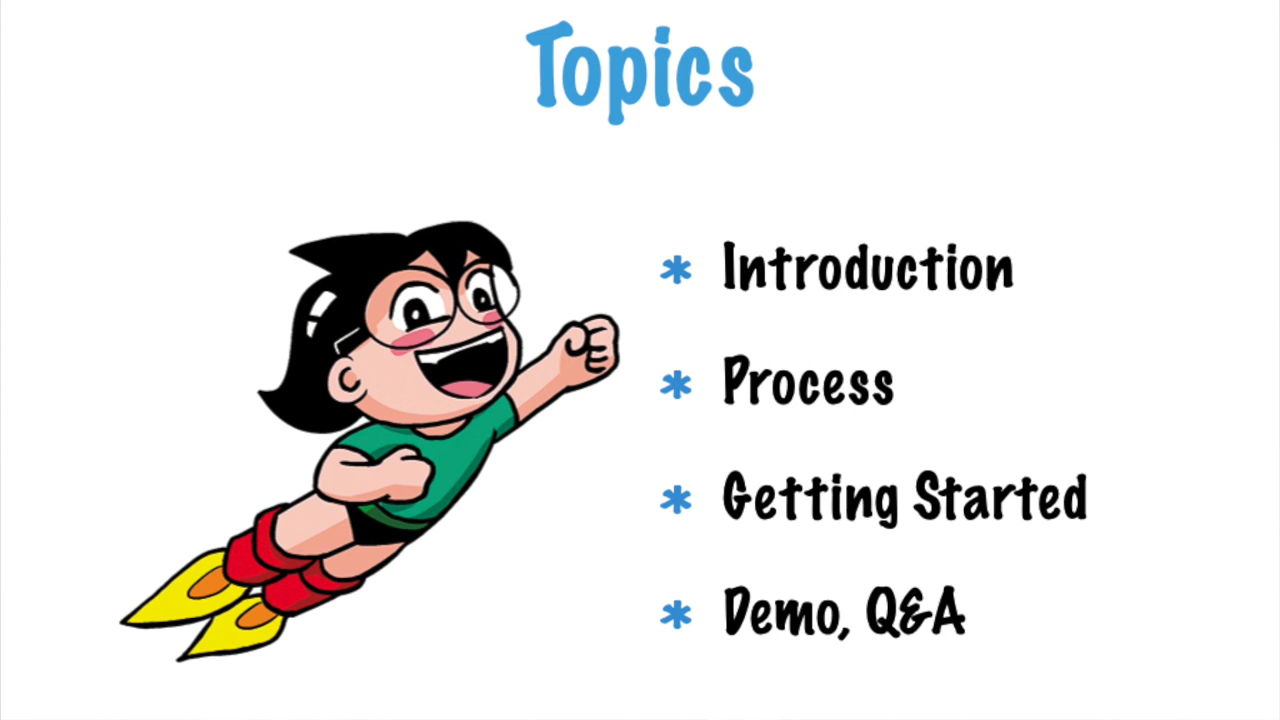 Topics
* Introduction
* Process
* Getting Started
* Demo, Q&A